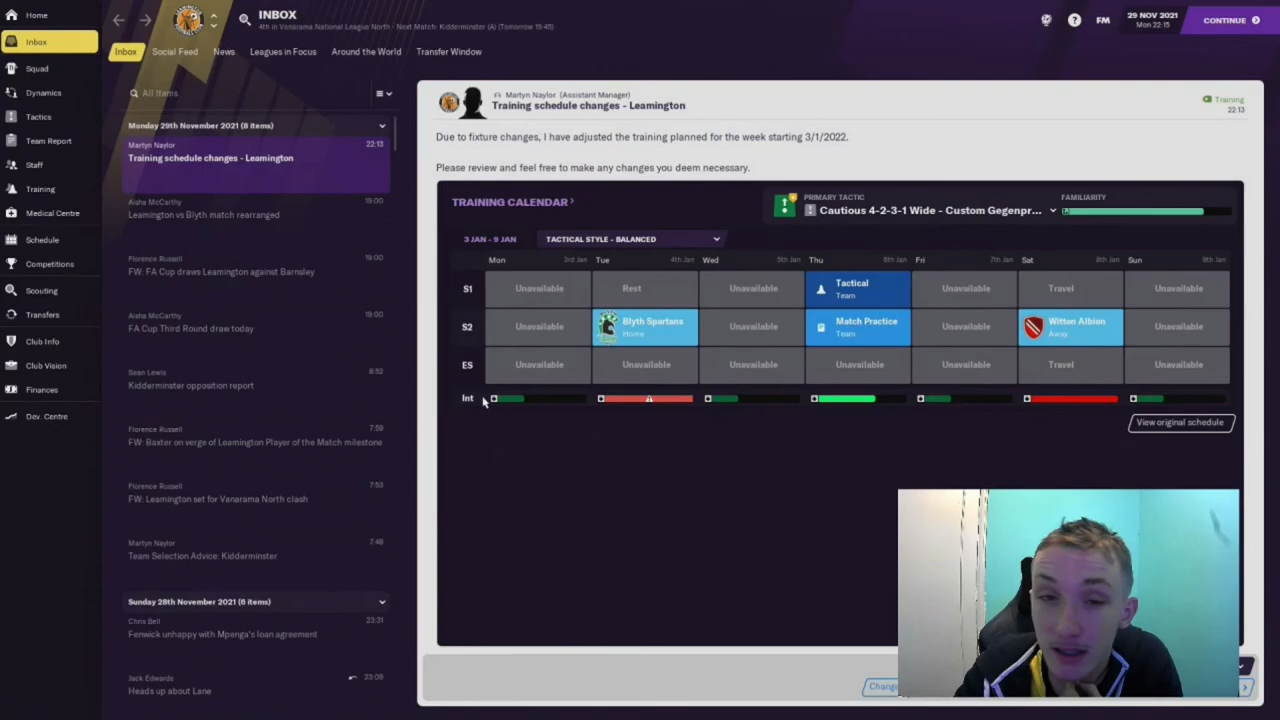 Home
Inbox
Squad
Dynamics
Tactics
Team Report
Staff
Training
Medical Centre
Schedule
Competitions
Scouting
Transfers
Club Info
Club Vision
Finances
Dev. Centre
INBOX
4th in Vanarama National League North - Next Match: Kidderminster (A) (Tomorrow 19:45)
FM
29 NOV 2021
Mon 22:15
CONTINUE
Inbox
Social Feed
News
Leagues in Focus
Around the World
Transfer Window
All Items
Monday 29th November 2021 (8 items)
Martyn Naylor 22:13
Training schedule changes - Leamington
Aisha McCarthy 19:00
Leamington vs Blyth match rearranged
Florence Russell 19:00
FW: FA Cup draws Leamington against Barnsley
Aisha McCarthy 19:00
FA Cup Third Round draw today
Sean Lewis 8:52
Kidderminster opposition report
Florence Russell 7:59
FW: Baxter on verge of Leamington Player of the Match milestone
Florence Russell 7:53
FW: Leamington set for Vanarama North clash
Martyn Naylor 7:48
Team Selection Advice: Kidderminster
Sunday 28th November 2021 (6 items)
Chris Bell 23:31
Fenwick unhappy with Mpenga's loan agreement
Jack Edwards 23:09
Heads up about Lane
Martyn Naylor (Assistant Manager)
Training schedule changes - Leamington
Training
22:13
Due to fixture changes, I have adjusted the training planned for the week starting 3/1/2022.
Please review and feel free to make any changes you deem necessary.
TRAINING CALENDAR
PRIMARY TACTIC
Cautious 4-2-3-1 Wide - Custom Gegenpr...
FAMILIARITY
3 JAN - 9 JAN
TACTICAL STYLE - BALANCED
Mon 3rd Jan Tue 4th Jan Wed 5th Jan Thu 6th Jan Fri 7th Jan Sat 8th Jan Sun 9th Jan
S1 Unavailable Rest Unavailable Tactical Team Unavailable Travel Unavailable
S2 Unavailable Blyth Spartans Home Unavailable Match Practice Team Unavailable Witton Albion Away Unavailable
ES Unavailable Unavailable Unavailable Unavailable Unavailable Travel Unavailable
Int
View original schedule